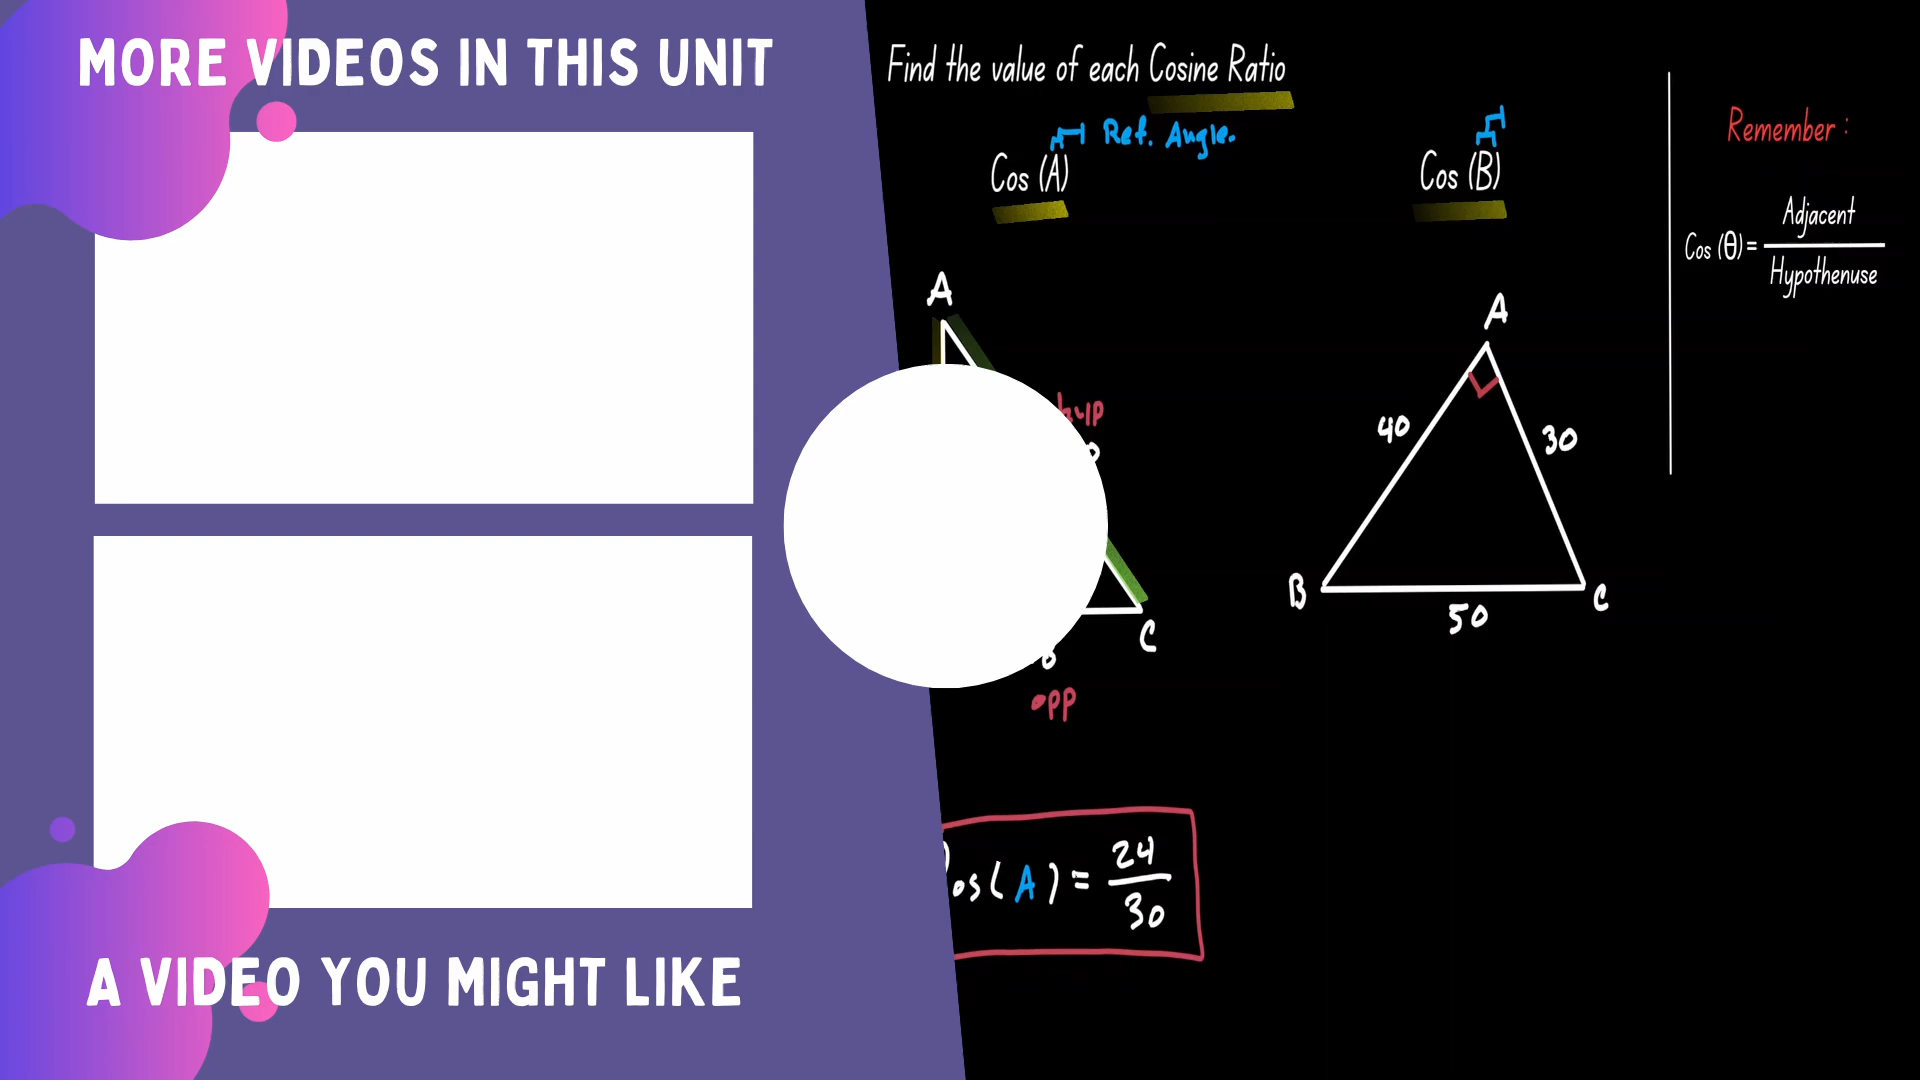 MORE VIDEOS IN THIS UNIT
A VIDEO YOU MIGHT LIKE
Find the value of each Cosine Ratio
Ref. Angle.
Cos (A)
A
hyp
C
opp
os(A) = 24/30
Cos (B)
A
40
30
B
C
50
Remember :
Cos (θ) = Adjacent
Hypothenuse